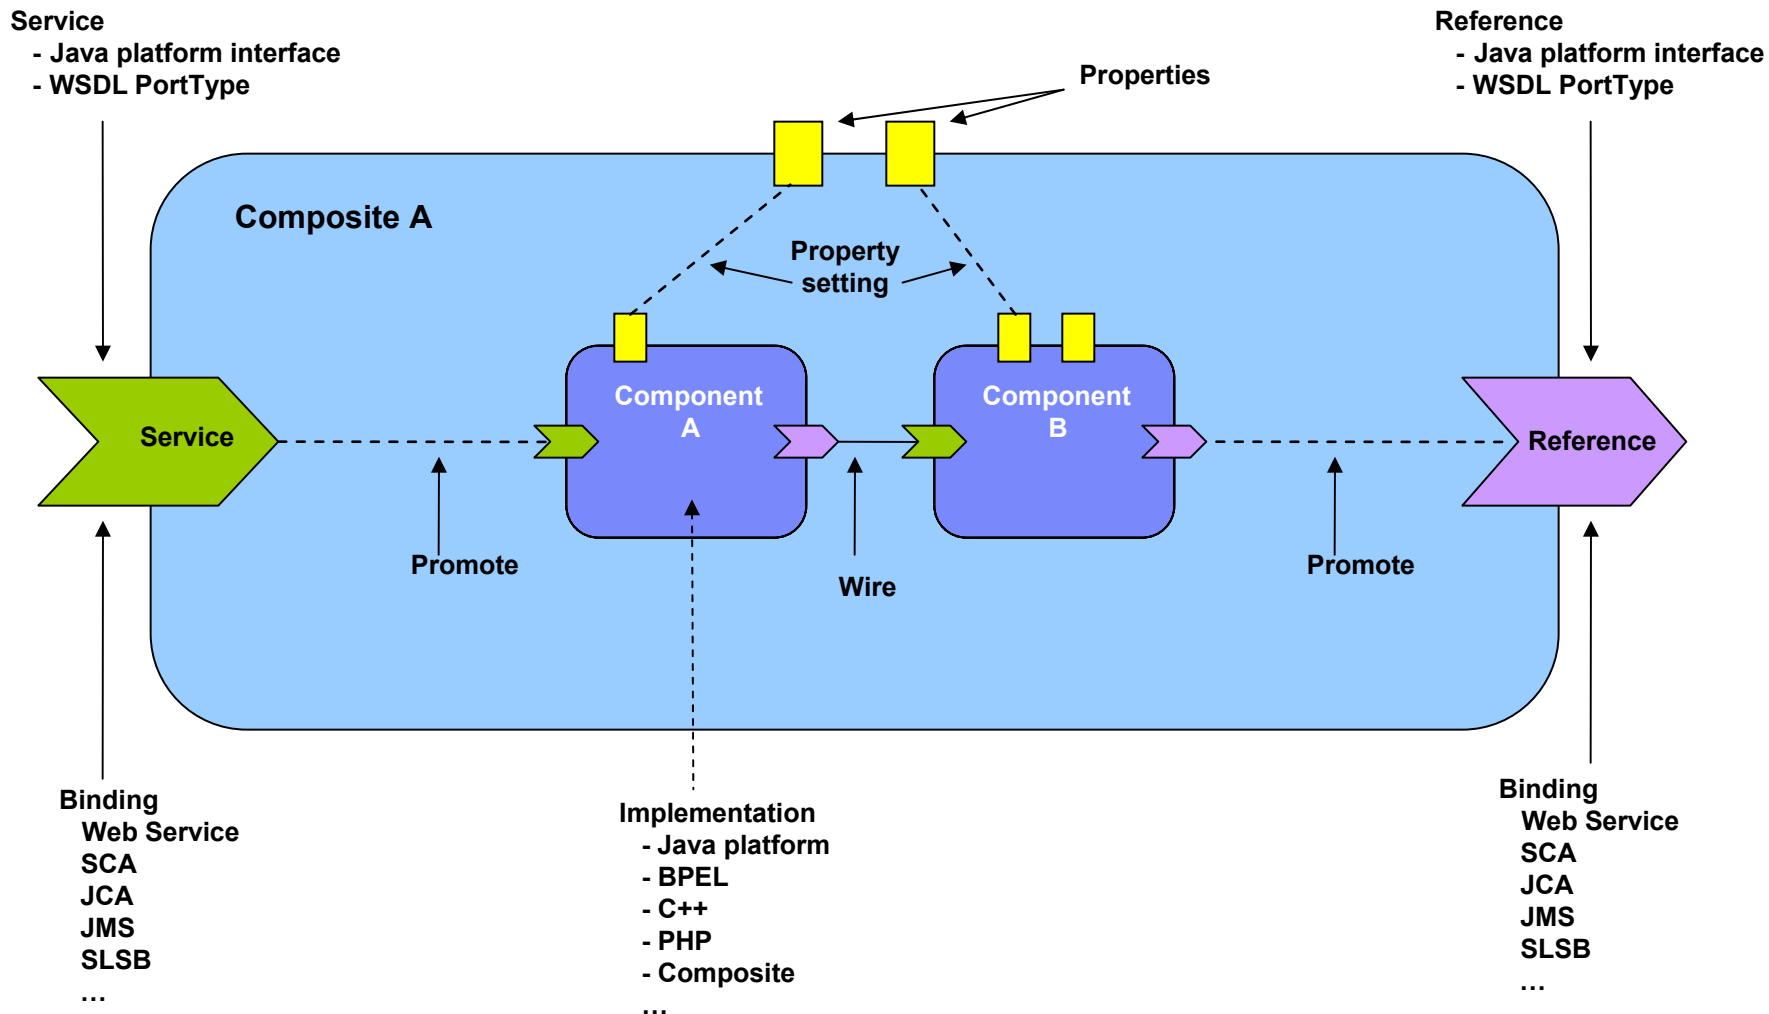 Service
- Java platform interface
- WSDL PortType
Reference
- Java platform interface
- WSDL PortType
Properties
Composite A
Property
setting
Component
A
Component
B
Service
Reference
Promote
Wire
Promote
Binding
Web Service
SCA
JCA
JMS
SLSB
…
Implementation
- Java platform
- BPEL
- C++
- PHP
- Composite
…
Binding
Web Service
SCA
JCA
JMS
SLSB
…